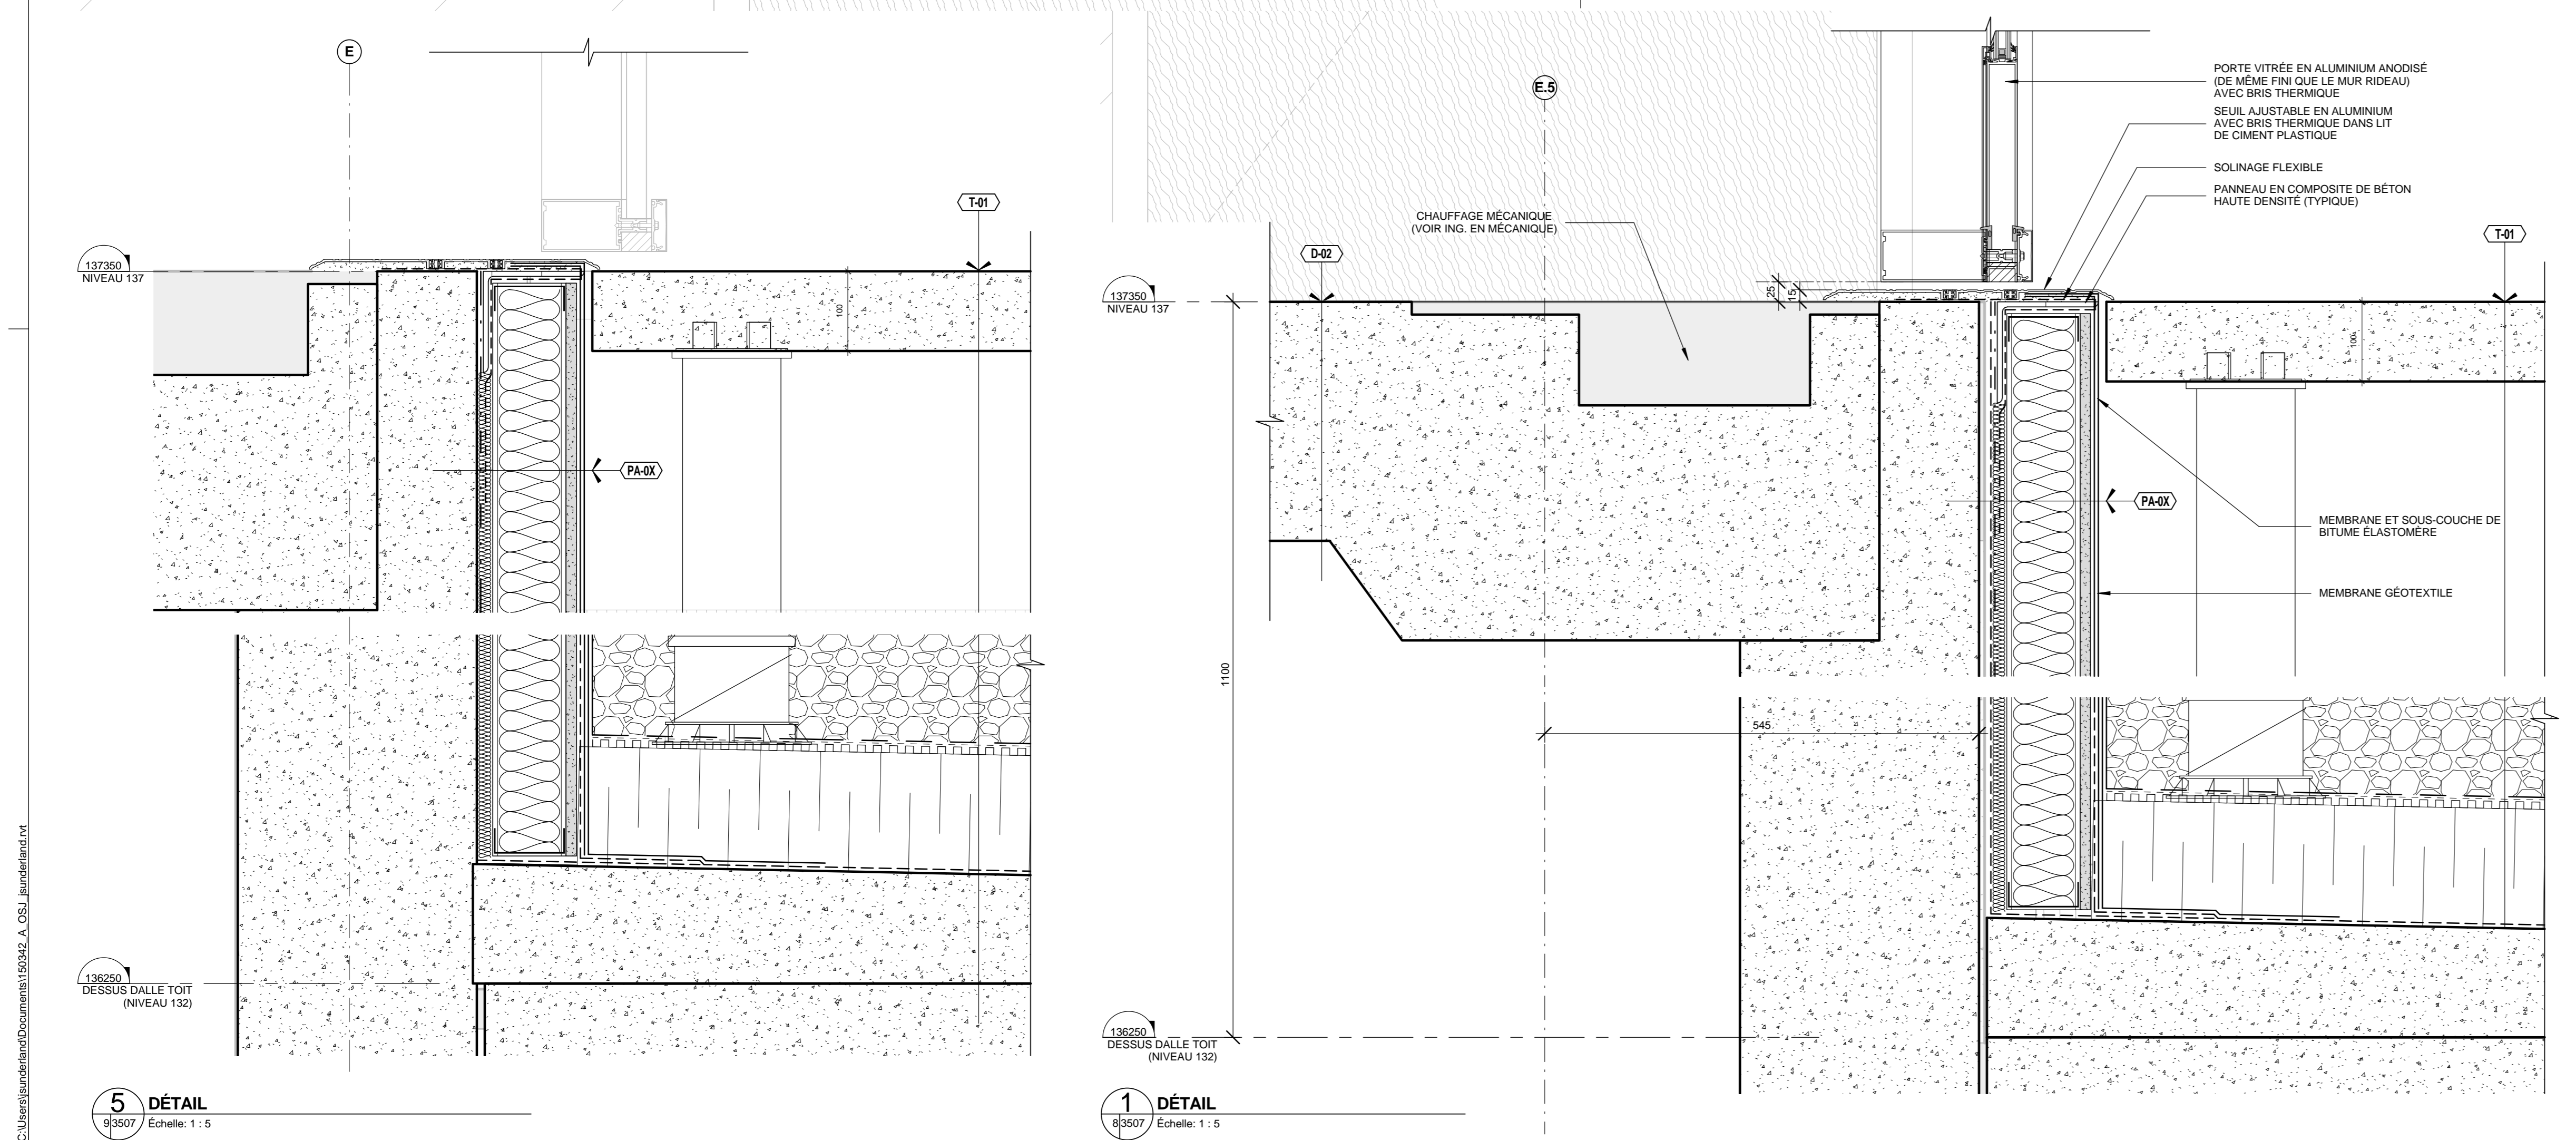 E
T-01
137350
NIVEAU 137
100
PA-0X
136250
DESSUS DALLE TOIT
(NIVEAU 132)
5
DÉTAIL
9 3507
Échelle: 1 : 5
C:\Users\jsunderland\Documents\150342_A_OSJ_jsunderland.rvt
E.5
PORTE VITRÉE EN ALUMINIUM ANODISÉ
(DE MÊME FINI QUE LE MUR RIDEAU)
AVEC BRIS THERMIQUE
SEUIL AJUSTABLE EN ALUMINIUM
AVEC BRIS THERMIQUE DANS LIT
DE CIMENT PLASTIQUE
SOLINAGE FLEXIBLE
PANNEAU EN COMPOSITE DE BÉTON
HAUTE DENSITÉ (TYPIQUE)
CHAUFFAGE MÉCANIQUE
(VOIR ING. EN MÉCANIQUE)
T-01
D-02
25
15
137350
NIVEAU 137
100
PA-0X
MEMBRANE ET SOUS-COUCHE DE
BITUME ÉLASTOMÈRE
MEMBRANE GÉOTEXTILE
1100
545
136250
DESSUS DALLE TOIT
(NIVEAU 132)
1
DÉTAIL
8 3507
Échelle: 1 : 5